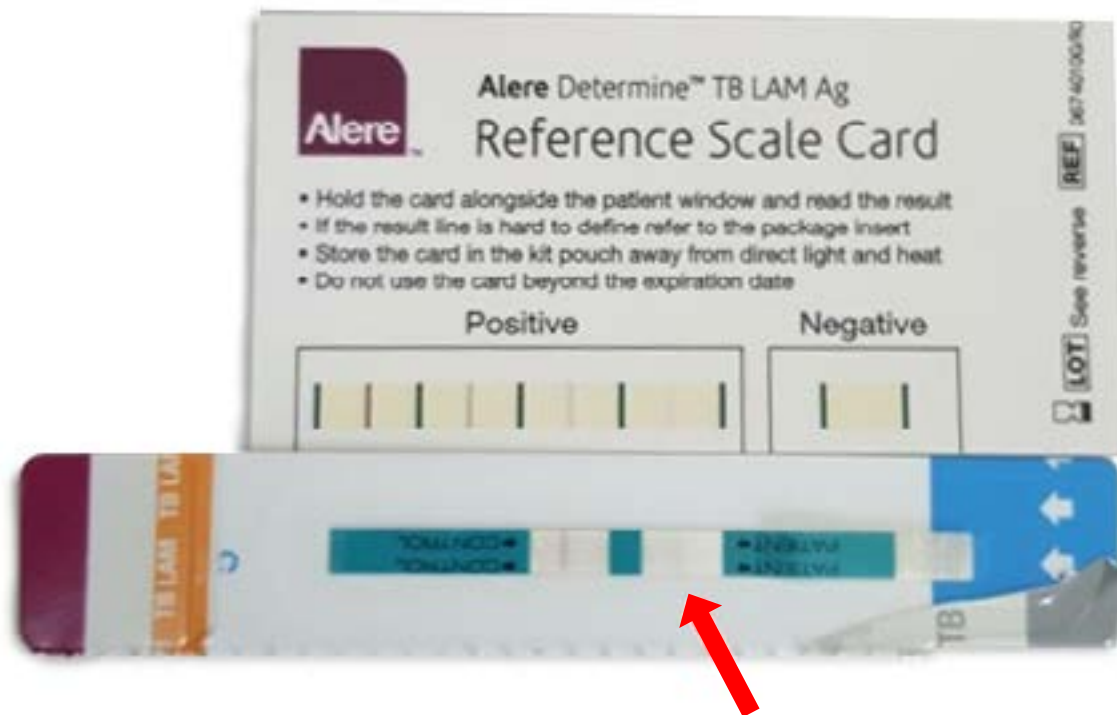 Alere
Alere Determine™ TB LAM Ag
Reference Scale Card
• Hold the card alongside the patient window and read the result
• If the result line is hard to define refer to the package insert
• Store the card in the kit pouch away from direct light and heat
• Do not use the card beyond the expiration date
Positive
Negative
LOT See reverse REF
TB LAM TB LAM
CONTROL
CONTROL
PATIENT
PATIENT
TB